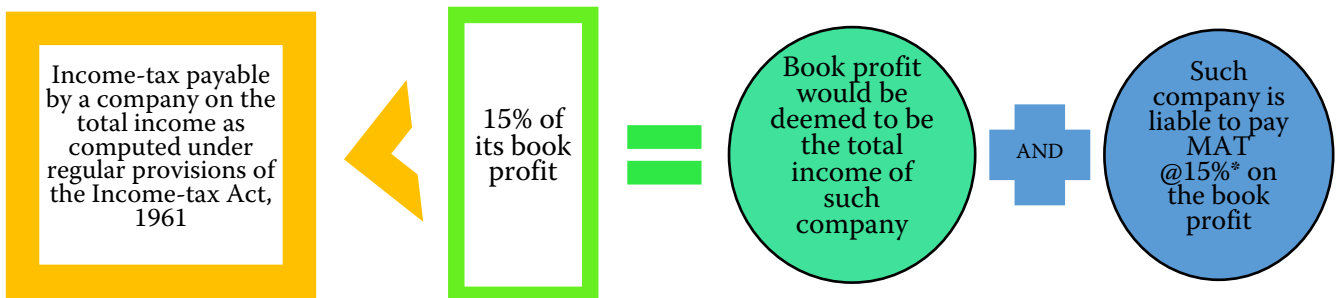 Income-tax payable
by a company on the
total income as
computed under
regular provisions of
the Income-tax Act,
1961
15% of
its book
profit
Book profit
would be
deemed to be
the total
income of
such
company
AND
Such
company is
liable to pay
MAT
@15%* on
the book
profit